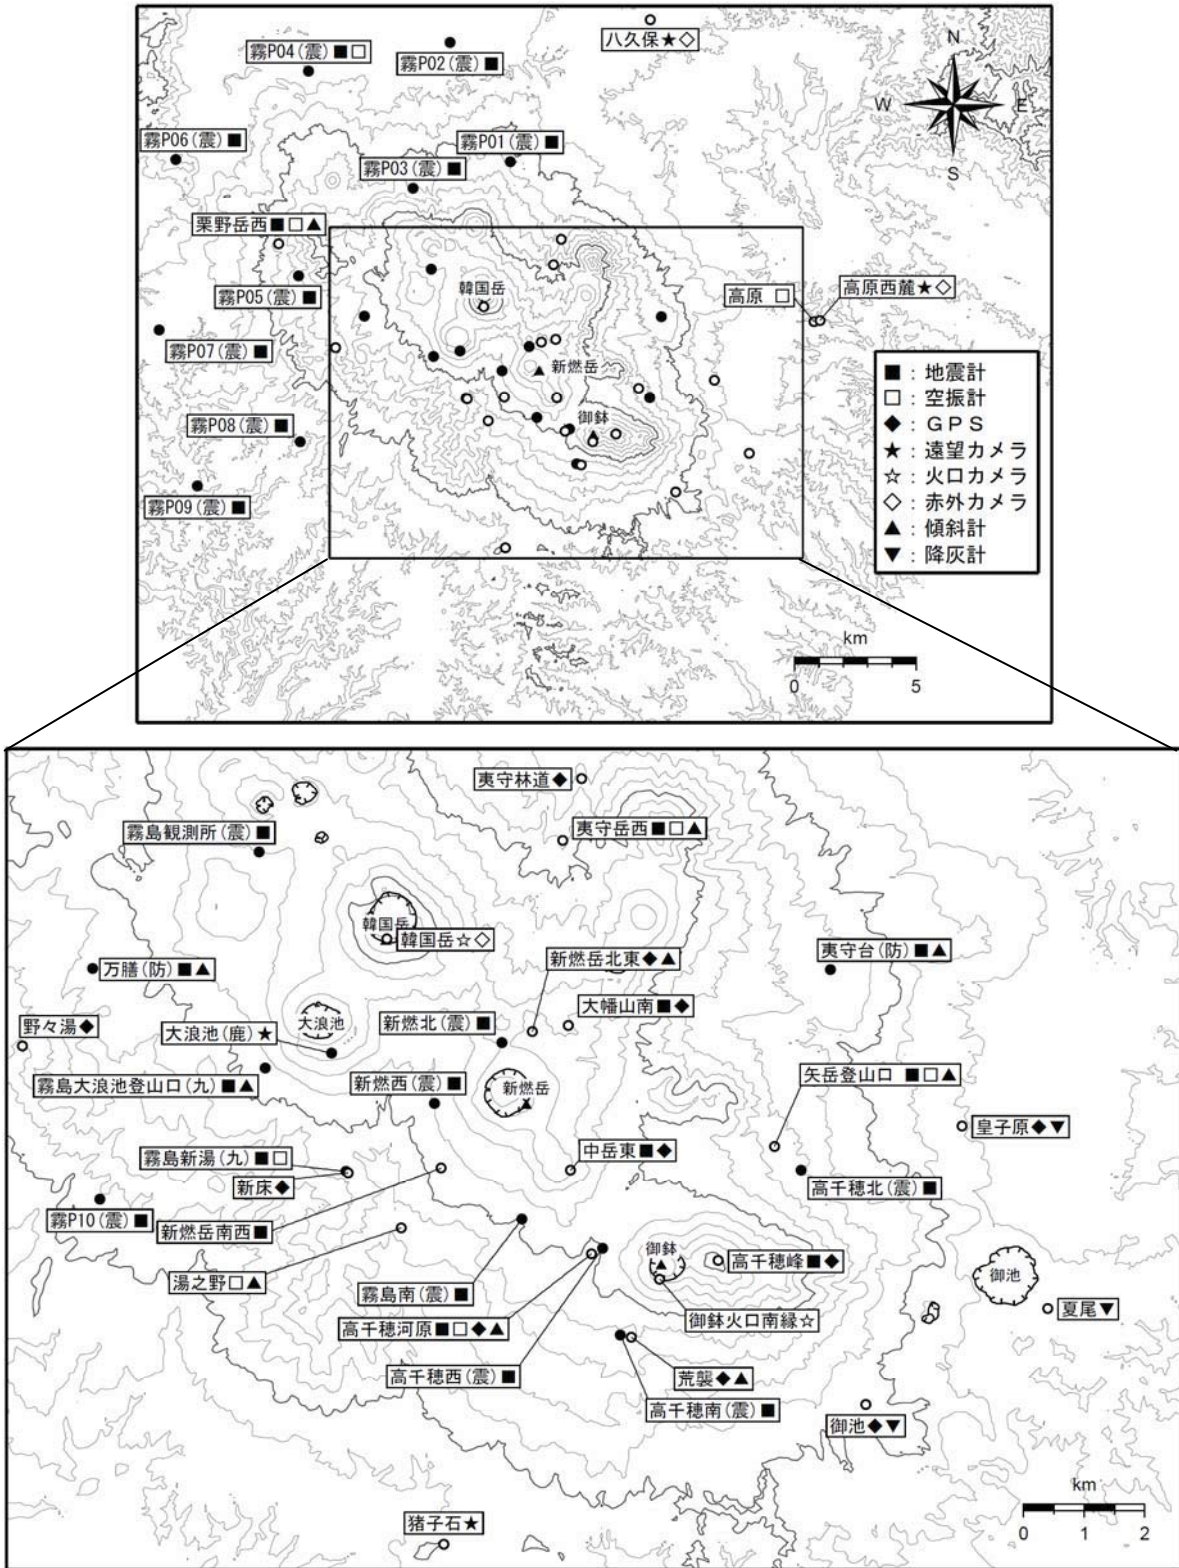 八久保★◇
霧P04(震)■□
霧P02(震)■
N
W
E
S
霧P06(震)■
霧P01(震)■
霧P03(震)■
栗野岳西■□▲
霧P05(震)■
韓国岳
高原 □
高原西麓★◇
霧P07(震)■
新燃岳
霧P08(震)■
御鉢
霧P09(震)■
■：地震計
□：空振計
◆：ＧＰＳ
★：遠望カメラ
☆：火口カメラ
◇：赤外カメラ
▲：傾斜計
▼：降灰計
km
0 5
夷守林道◆
霧島観測所(震)■
夷守岳西■□▲
韓国岳
韓国岳☆◇
夷守台(防)■▲
万膳(防)■▲
新燃岳北東◆▲
大幡山南■◆
野々湯◆
大浪池
大浪池(鹿)★
新燃北(震)■
霧島大浪池登山口(九)■▲
新燃西(震)■
新燃岳
矢岳登山口 ■□▲
皇子原◆▼
霧島新湯(九)■□
新床◆
中岳東■◆
高千穂北(震)■
霧P10(震)■
新燃岳南西■
御鉢
高千穂峰■◆
御池
湯之野□▲
霧島南(震)■
御鉢火口南縁☆
夏尾▼
高千穂河原■□◆▲
高千穂西(震)■
荒襲◆▲
高千穂南(震)■
御池◆▼
猪子石★
km
0 1 2